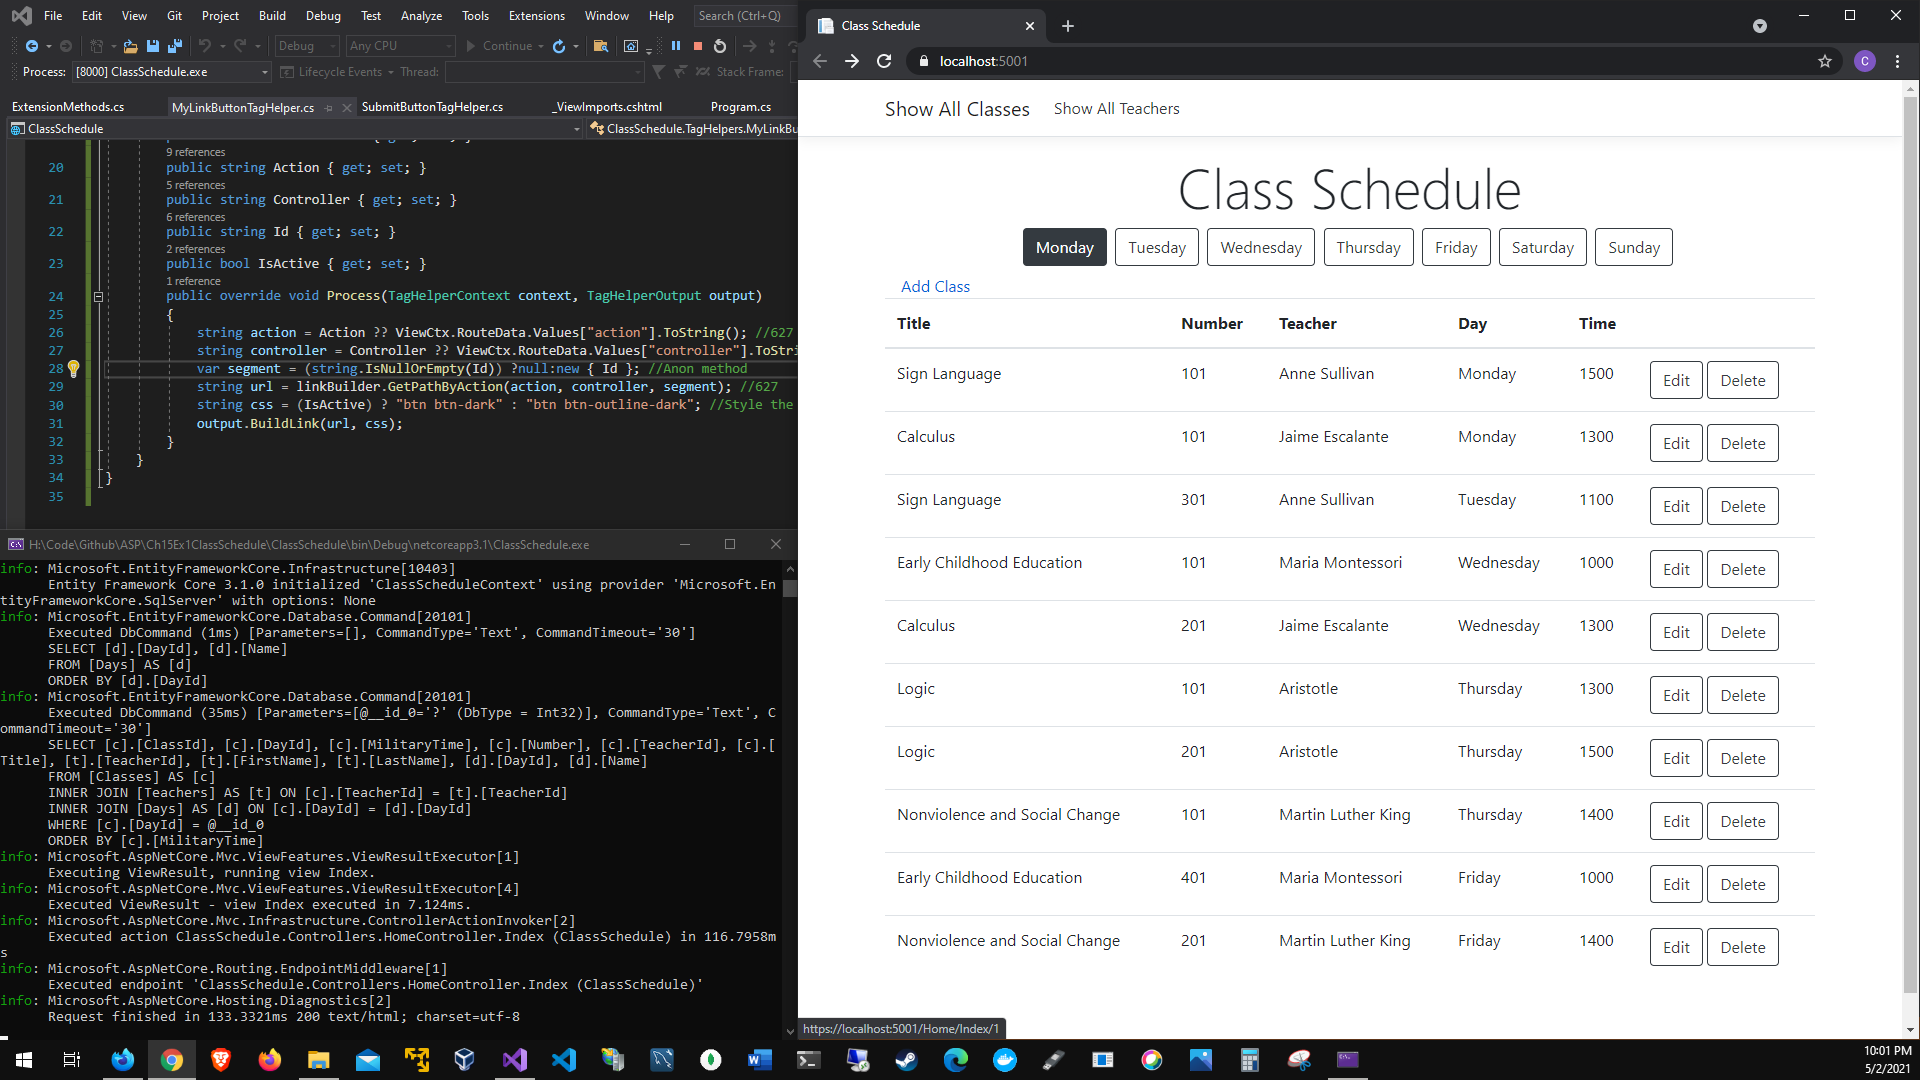 File Edit View Git Project Build Debug Test Analyze Tools Extensions Window Help Search (Ctrl+Q)
Debug Any CPU Continue
Process: [8000] ClassSchedule.exe Lifecycle Events Thread: Stack Frame:
ExtensionMethods.cs MyLinkButtonTagHelper.cs SubmitButtonTagHelper.cs _ViewImports.cshtml Program.cs
ClassSchedule ClassSchedule.TagHelpers.MyLinkBu
9 references
20 public string Action { get; set; }
5 references
21 public string Controller { get; set; }
6 references
22 public string Id { get; set; }
2 references
23 public bool IsActive { get; set; }
1 reference
24 public override void Process(TagHelperContext context, TagHelperOutput output)
25 {
26 string action = Action ?? ViewCtx.RouteData.Values["action"].ToString(); //627
27 string controller = Controller ?? ViewCtx.RouteData.Values["controller"].ToStri
28 var segment = (string.IsNullOrEmpty(Id)) ?null:new { Id }; //Anon method
29 string url = linkBuilder.GetPathByAction(action, controller, segment); //627
30 string css = (IsActive) ? "btn btn-dark" : "btn btn-outline-dark"; //Style the
31 output.BuildLink(url, css);
32 }
33 }
34 }
35
H:\Code\Github\ASP\Ch15Ex1ClassSchedule\ClassSchedule\bin\Debug\netcoreapp3.1\ClassSchedule.exe
info: Microsoft.EntityFrameworkCore.Infrastructure[10403]
Entity Framework Core 3.1.0 initialized 'ClassScheduleContext' using provider 'Microsoft.En
tityFrameworkCore.SqlServer' with options: None
info: Microsoft.EntityFrameworkCore.Database.Command[20101]
Executed DbCommand (1ms) [Parameters=[], CommandType='Text', CommandTimeout='30']
SELECT [d].[DayId], [d].[Name]
FROM [Days] AS [d]
ORDER BY [d].[DayId]
info: Microsoft.EntityFrameworkCore.Database.Command[20101]
Executed DbCommand (35ms) [Parameters=[@__id_0='?' (DbType = Int32)], CommandType='Text', C
ommandTimeout='30']
SELECT [c].[ClassId], [c].[DayId], [c].[MilitaryTime], [c].[Number], [c].[TeacherId], [c].[
Title], [t].[TeacherId], [t].[FirstName], [t].[LastName], [d].[DayId], [d].[Name]
FROM [Classes] AS [c]
INNER JOIN [Teachers] AS [t] ON [c].[TeacherId] = [t].[TeacherId]
INNER JOIN [Days] AS [d] ON [c].[DayId] = [d].[DayId]
WHERE [c].[DayId] = @__id_0
ORDER BY [c].[MilitaryTime]
info: Microsoft.AspNetCore.Mvc.ViewFeatures.ViewResultExecutor[1]
Executing ViewResult, running view Index.
info: Microsoft.AspNetCore.Mvc.ViewFeatures.ViewResultExecutor[4]
Executed ViewResult - view Index executed in 7.124ms.
info: Microsoft.AspNetCore.Mvc.Infrastructure.ControllerActionInvoker[2]
Executed action ClassSchedule.Controllers.HomeController.Index (ClassSchedule) in 116.7958m
s
info: Microsoft.AspNetCore.Routing.EndpointMiddleware[1]
Executed endpoint 'ClassSchedule.Controllers.HomeController.Index (ClassSchedule)'
info: Microsoft.AspNetCore.Hosting.Diagnostics[2]
Request finished in 133.3321ms 200 text/html; charset=utf-8
Class Schedule
localhost:5001 C
Show All Classes Show All Teachers
Class Schedule
Monday Tuesday Wednesday Thursday Friday Saturday Sunday
Add Class
Title Number Teacher Day Time
Sign Language 101 Anne Sullivan Monday 1500 Edit Delete
Calculus 101 Jaime Escalante Monday 1300 Edit Delete
Sign Language 301 Anne Sullivan Tuesday 1100 Edit Delete
Early Childhood Education 101 Maria Montessori Wednesday 1000 Edit Delete
Calculus 201 Jaime Escalante Wednesday 1300 Edit Delete
Logic 101 Aristotle Thursday 1300 Edit Delete
Logic 201 Aristotle Thursday 1500 Edit Delete
Nonviolence and Social Change 101 Martin Luther King Thursday 1400 Edit Delete
Early Childhood Education 401 Maria Montessori Friday 1000 Edit Delete
Nonviolence and Social Change 201 Martin Luther King Friday 1400 Edit Delete
https://localhost:5001/Home/Index/1
10:01 PM
5/2/2021